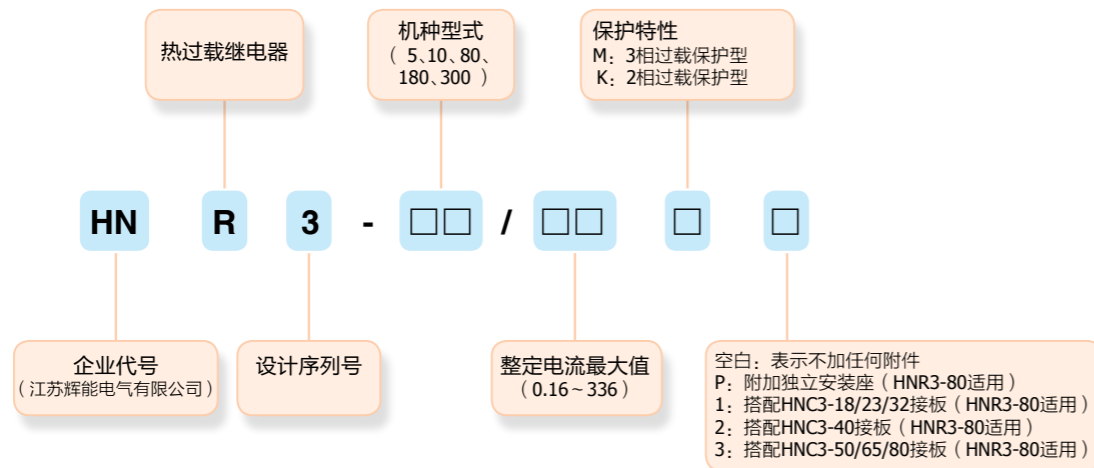 热过载继电器
机种型式
（ 5、10、80、
180、300 ）
保护特性
M：3相过载保护型
K：2相过载保护型
HN R 3 - □□ / □□ □ □
企业代号
（江苏辉能电气有限公司）
设计序列号
整定电流最大值
（0.16~336）
空白：表示不加任何附件
P：附加独立安装座（HNR3-80适用）
1：搭配HNC3-18/23/32接板（HNR3-80适用）
2：搭配HNC3-40接板（HNR3-80适用）
3：搭配HNC3-50/65/80接板（HNR3-80适用）